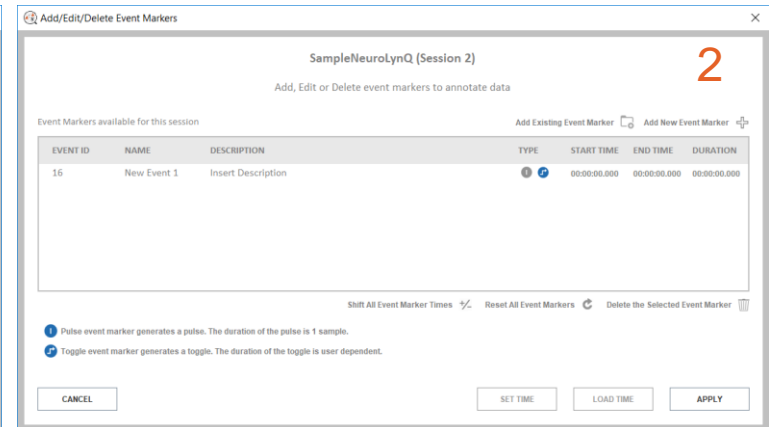 Add/Edit/Delete Event Markers
SampleNeuroLynQ (Session 2)
2
Add, Edit or Delete event markers to annotate data
Event Markers available for this session
Add Existing Event Marker Add New Event Marker
EVENT ID NAME DESCRIPTION TYPE START TIME END TIME DURATION
16 New Event 1 Insert Description 00:00:00.000 00:00:00.000 00:00:00.000
Shift All Event Marker Times +/- Reset All Event Markers Delete the Selected Event Marker
Pulse event marker generates a pulse. The duration of the pulse is 1 sample.
Toggle event marker generates a toggle. The duration of the toggle is user dependent.
CANCEL SET TIME LOAD TIME APPLY